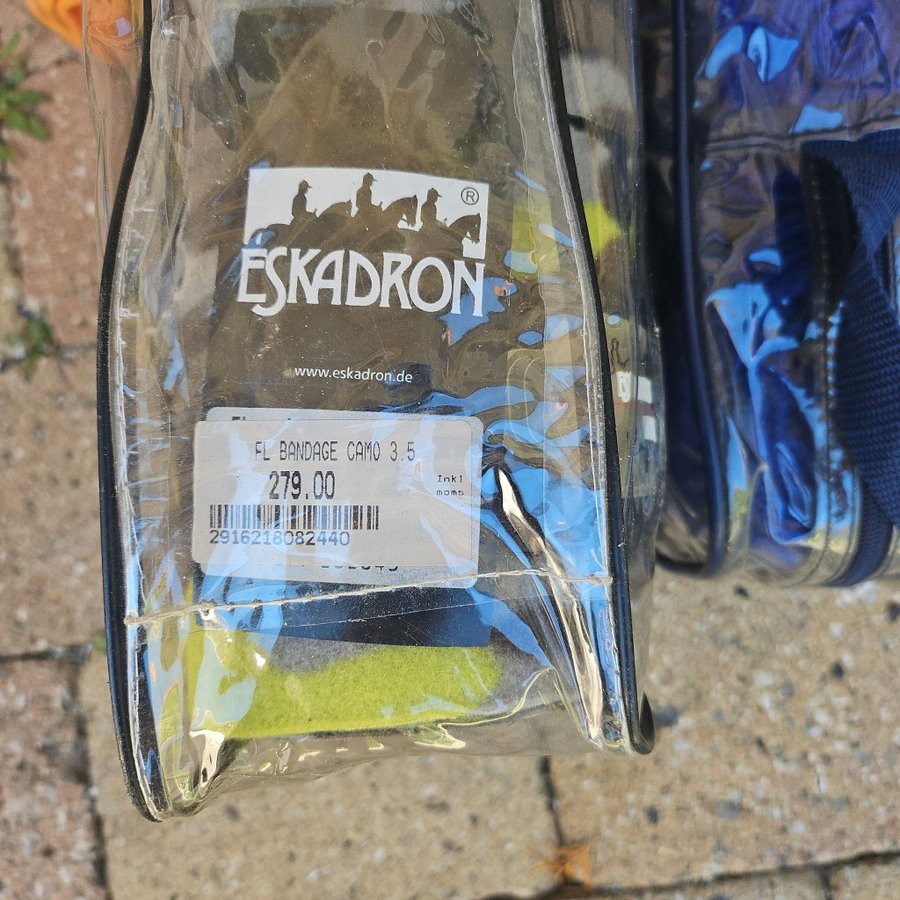 ®
ESKADRON
www.eskadron.de
FL BANDAGE CAMO 3.5
279.00
Inkl
moms
2916218082440